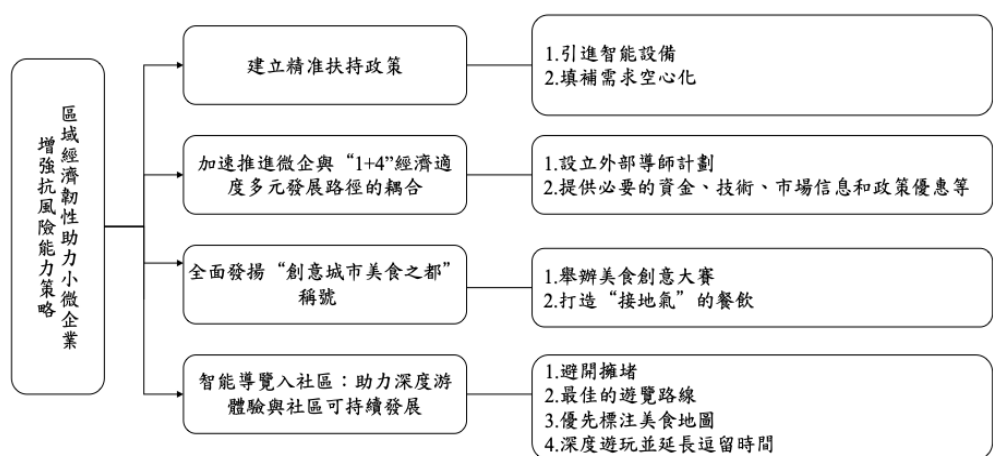 區域經濟韌性助力小微企業
增強抗風險能力策略
建立精准扶持政策
1.引進智能設備
2.填補需求空心化
加速推進微企與“1+4”經濟適
度多元發展路徑的耦合
1.設立外部導師計劃
2.提供必要的資金、技術、市場信息和政策優惠等
全面發揚“創意城市美食之都”
稱號
1.舉辦美食創意大賽
2.打造“接地氣”的餐飲
智能導覽入社區：助力深度游
體驗與社區可持續發展
1.避開擁堵
2.最佳的遊覽路線
3.優先標注美食地圖
4.深度遊玩並延長逗留時間